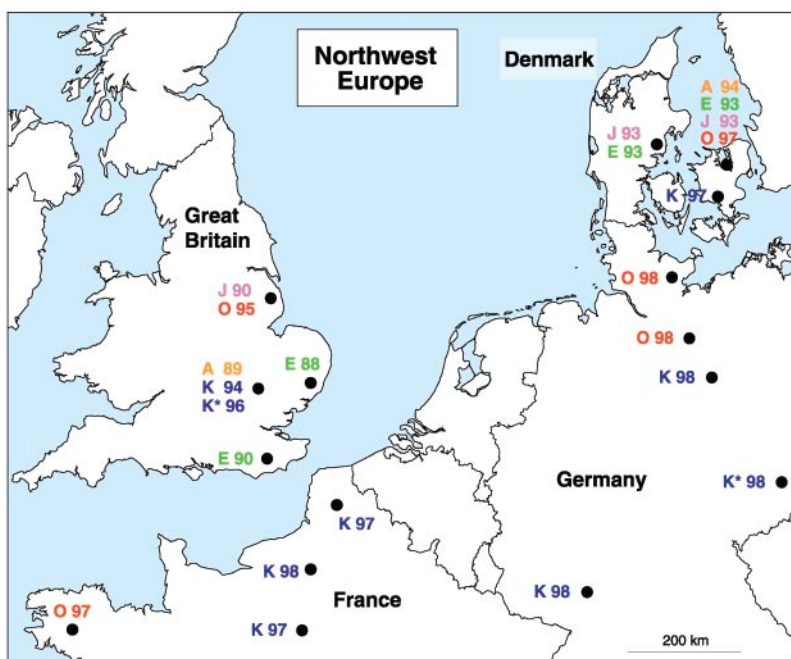 Northwest
Europe
Denmark
A 94
E 93
J 93
O 97
J 93
E 93
K 97
Great
Britain
O 98
J 90
O 95
O 98
A 89
K 94
K* 96
E 88
K 98
E 90
Germany
K* 98
K 97
K 98
France
K 98
O 97
K 97
200 km